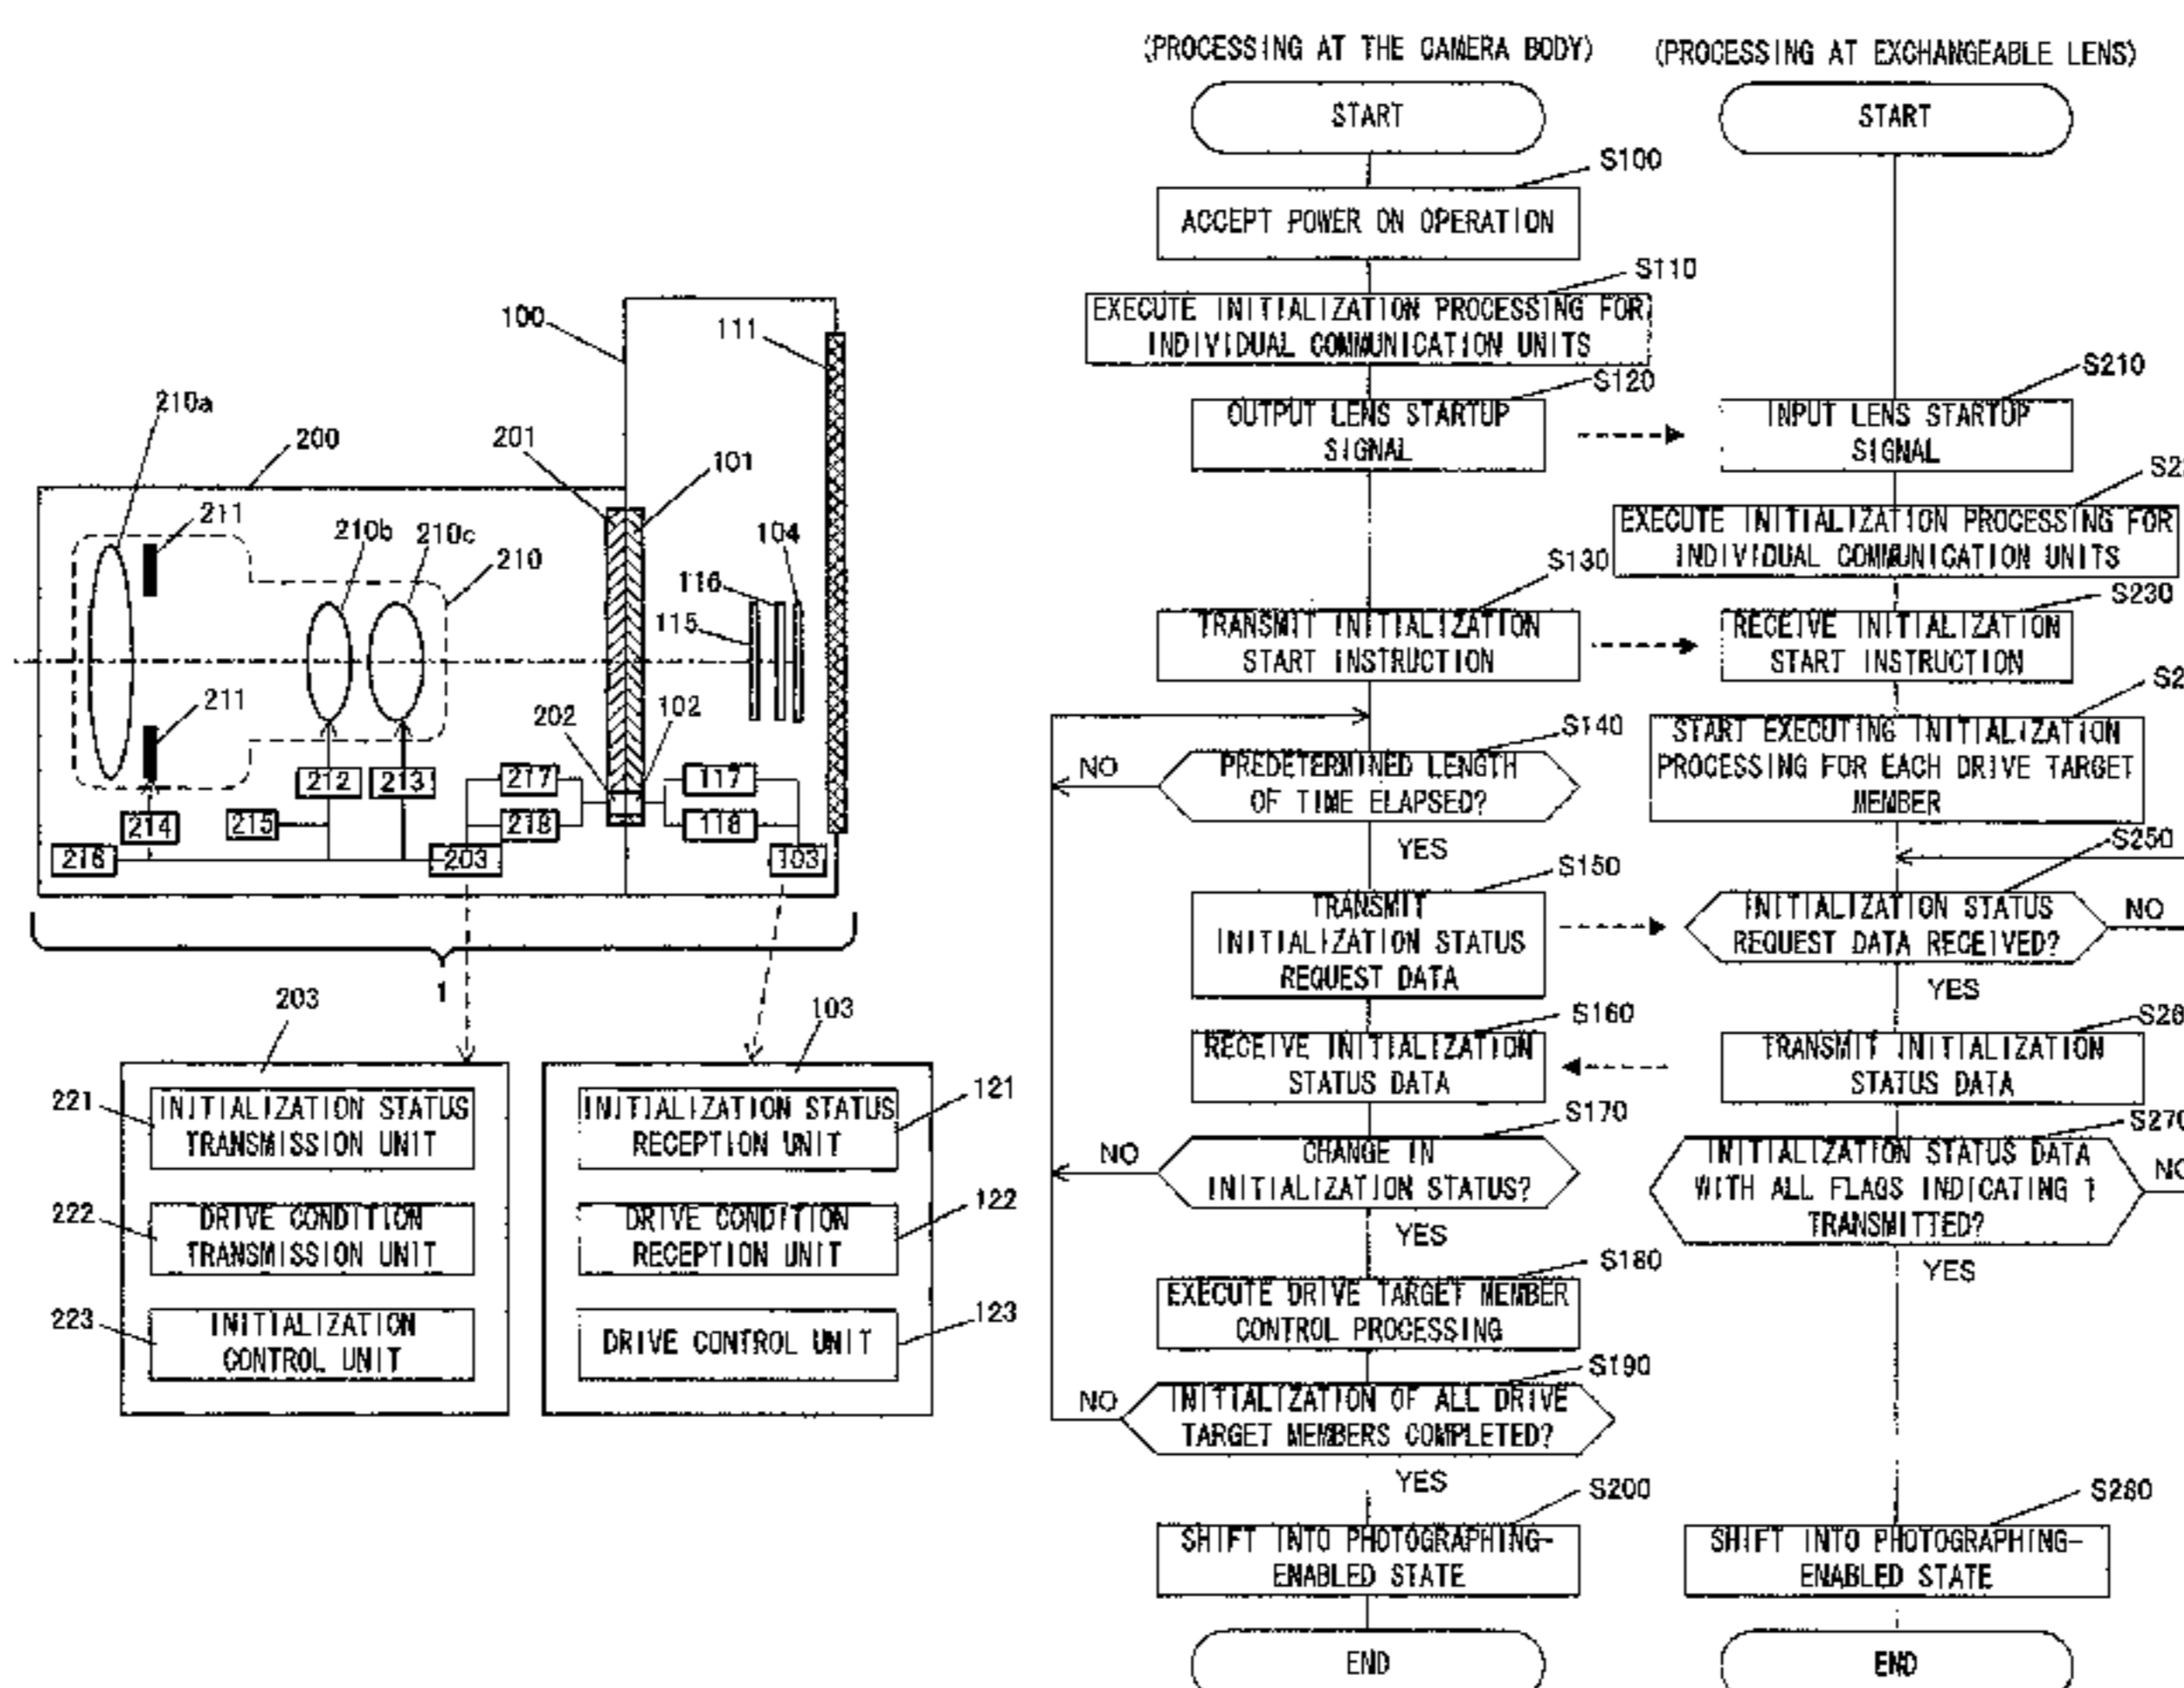 100
111
210a
200
201
101
211
210b
210c
210
104
116
115
211
202
102
212
213
217
117
214
215
218
118
216
203
103
1
203
103
221
INITIALIZATION STATUS
TRANSMISSION UNIT
222
DRIVE CONDITION
TRANSMISSION UNIT
223
INITIALIZATION
CONTROL UNIT
INITIALIZATION STATUS
RECEPTION UNIT
121
DRIVE CONDITION
RECEPTION UNIT
122
DRIVE CONTROL UNIT
123
(PROCESSING AT THE CAMERA BODY)
START
S100
ACCEPT POWER ON OPERATION
S110
EXECUTE INITIALIZATION PROCESSING FOR
INDIVIDUAL COMMUNICATION UNITS
S120
OUTPUT LENS STARTUP
SIGNAL
S130
TRANSMIT INITIALIZATION
START INSTRUCTION
S140
NO
PREDETERMINED LENGTH
OF TIME ELAPSED?
YES
S150
TRANSMIT
INITIALIZATION STATUS
REQUEST DATA
S160
RECEIVE INITIALIZATION
STATUS DATA
S170
NO
CHANGE IN
INITIALIZATION STATUS?
YES
S180
EXECUTE DRIVE TARGET MEMBER
CONTROL PROCESSING
S190
NO
INITIALIZATION OF ALL DRIVE
TARGET MEMBERS COMPLETED?
YES
S200
SHIFT INTO PHOTOGRAPHING-
ENABLED STATE
END
(PROCESSING AT EXCHANGEABLE LENS)
START
S210
INPUT LENS STARTUP
SIGNAL
EXECUTE INITIALIZATION PROCESSING FOR
INDIVIDUAL COMMUNICATION UNITS
S230
RECEIVE INITIALIZATION
START INSTRUCTION
START EXECUTING INITIALIZATION
PROCESSING FOR EACH DRIVE TARGET
MEMBER
S250
INITIALIZATION STATUS
REQUEST DATA RECEIVED?
NO
YES
TRANSMIT INITIALIZATION
STATUS DATA
S270
INITIALIZATION STATUS DATA
WITH ALL FLAGS INDICATING 1
TRANSMITTED?
NO
YES
S280
SHIFT INTO PHOTOGRAPHING-
ENABLED STATE
END